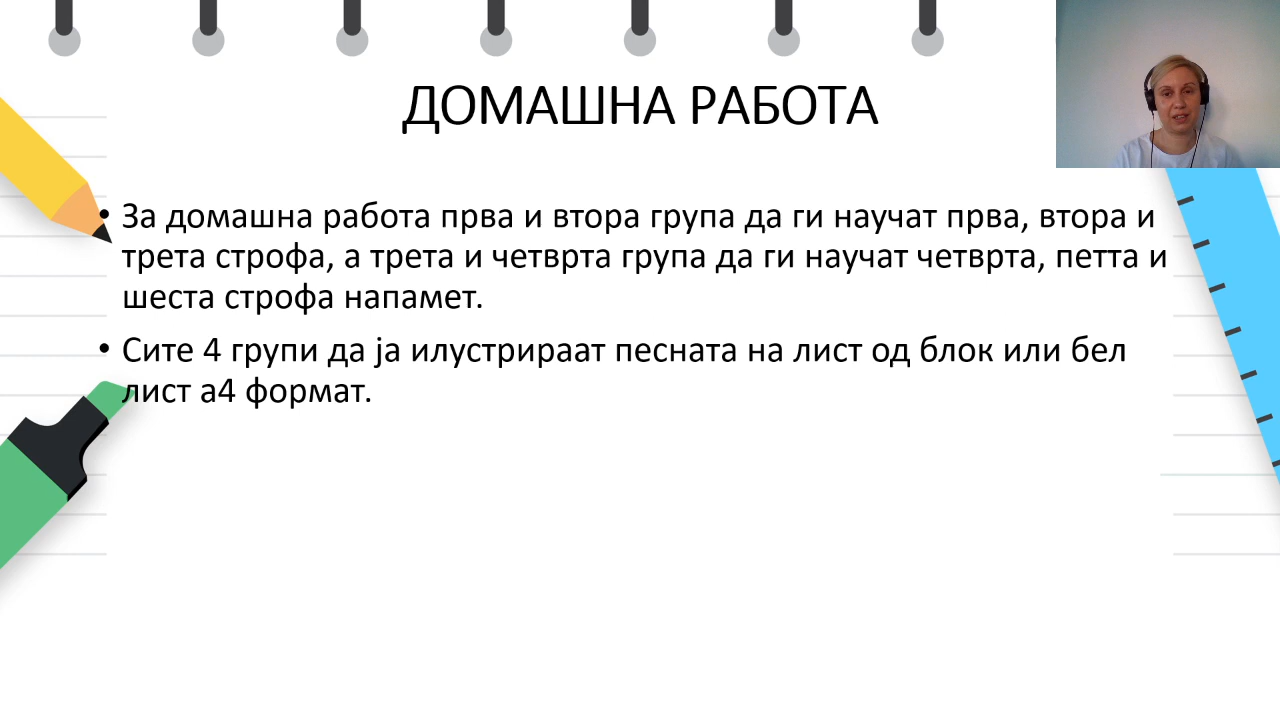 ДОМАШНА РАБОТА
• За домашна работа прва и втора група да ги научат прва, втора и
трета строфа, а трета и четврта група да ги научат четврта, петта и
шеста строфа напамет.
• Сите 4 групи да ја илустрираат песната на лист од блок или бел
лист а4 формат.